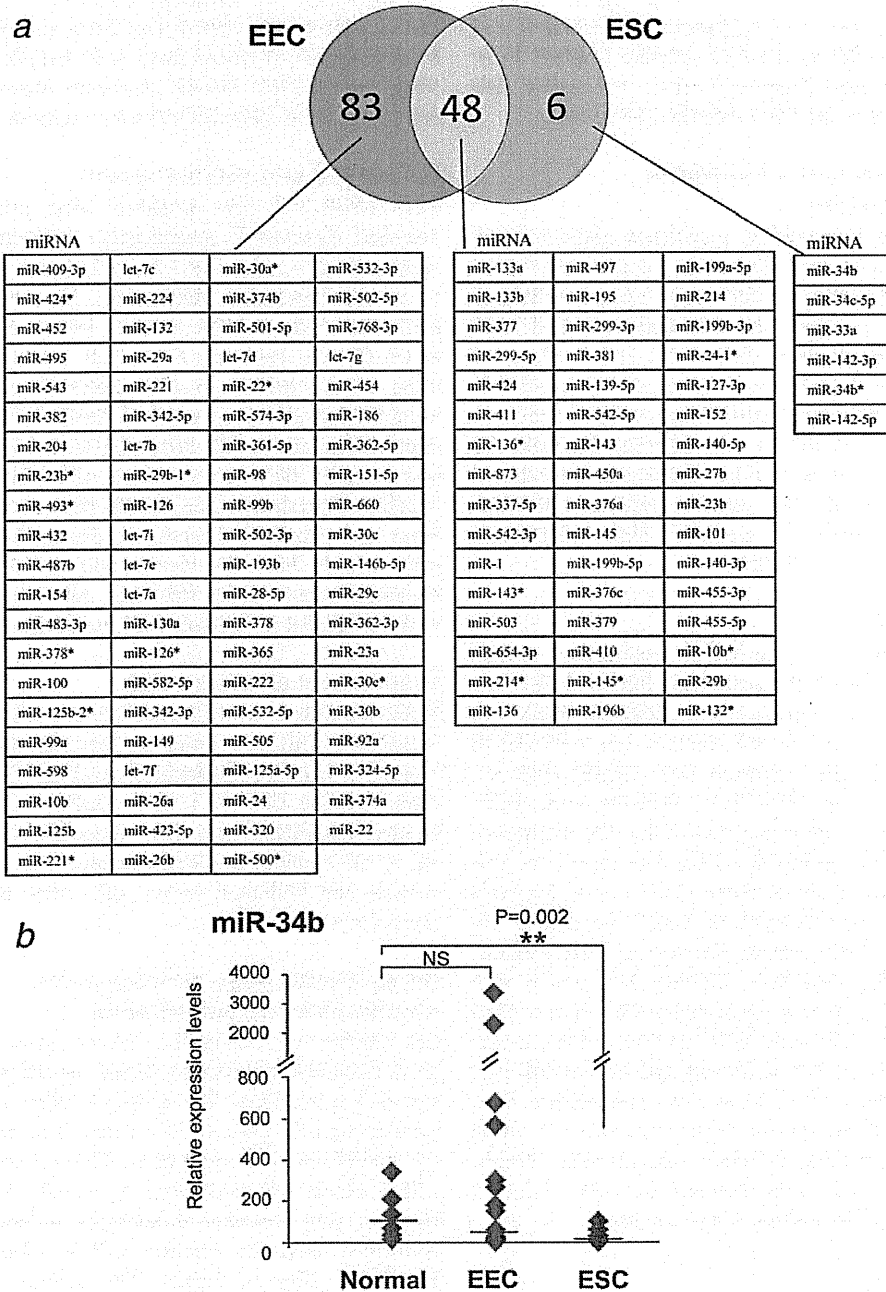 a
EEC
ESC
83
48
6
miRNA
miR-409-3p let-7c miR-30a* miR-532-3p
miR-424* miR-224 miR-374b miR-502-5p
miR-452 miR-132 miR-501-5p miR-768-3p
miR-495 miR-29a let-7d let-7g
miR-543 miR-221 miR-22* miR-454
miR-382 miR-342-5p miR-574-3p miR-186
miR-204 let-7b miR-361-5p miR-362-5p
miR-23b* miR-29b-1* miR-98 miR-151-5p
miR-493* miR-126 miR-99b miR-660
miR-432 let-7i miR-502-3p miR-30c
miR-487b let-7e miR-193b miR-146b-5p
miR-154 let-7a miR-28-5p miR-29c
miR-483-3p miR-130a miR-378 miR-362-3p
miR-378* miR-126* miR-365 miR-23a
miR-100 miR-582-5p miR-222 miR-30c*
miR-125b-2* miR-342-3p miR-532-5p miR-30b
miR-99a miR-149 miR-505 miR-92a
miR-598 let-7f miR-125a-5p miR-324-5p
miR-10b miR-26a miR-24 miR-374a
miR-125b miR-423-5p miR-320 miR-22
miR-221* miR-26b miR-500*
miRNA
miR-133a miR-497 miR-199a-5p
miR-133b miR-195 miR-214
miR-377 miR-299-3p miR-199b-3p
miR-299-5p miR-381 miR-24-1*
miR-424 miR-139-5p miR-127-3p
miR-411 miR-542-5p miR-152
miR-136* miR-143 miR-140-5p
miR-873 miR-450a miR-27b
miR-337-5p miR-376a miR-23b
miR-542-3p miR-145 miR-101
miR-1 miR-199b-5p miR-140-3p
miR-143* miR-376c miR-455-3p
miR-503 miR-379 miR-455-5p
miR-654-3p miR-410 miR-10b*
miR-214* miR-145* miR-29b
miR-136 miR-196b miR-132*
miRNA
miR-34b
miR-34c-5p
miR-33a
miR-142-3p
miR-34b*
miR-142-5p
b
miR-34b
P=0.002
**
NS
Relative expression levels
4000
3000
2000
800
600
400
200
0
Normal EEC ESC